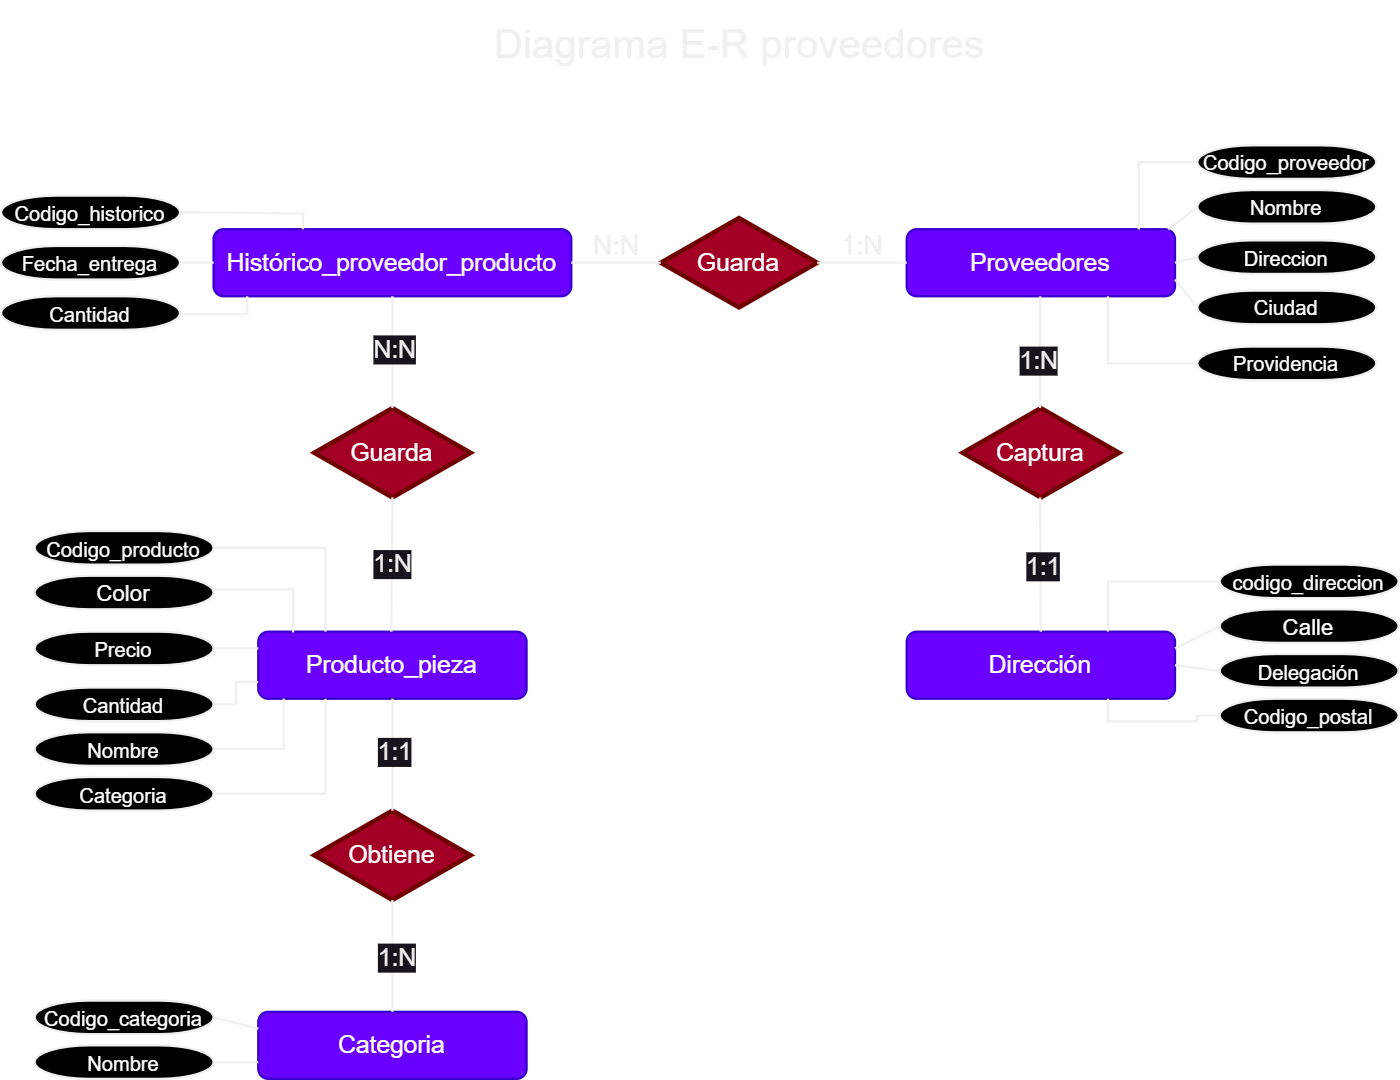 Diagrama E-R proveedores
Codigo_historico
Fecha_entrega
Cantidad
Histórico_proveedor_producto
N:N
Guarda
1:N
Proveedores
Codigo_proveedor
Nombre
Direccion
Ciudad
Providencia
N:N
Guarda
1:N
1:N
Captura
1:1
Codigo_producto
Color
Precio
Cantidad
Nombre
Categoria
Producto_pieza
Dirección
codigo_direccion
Calle
Delegación
Codigo_postal
1:1
Obtiene
1:N
Codigo_categoria
Nombre
Categoria